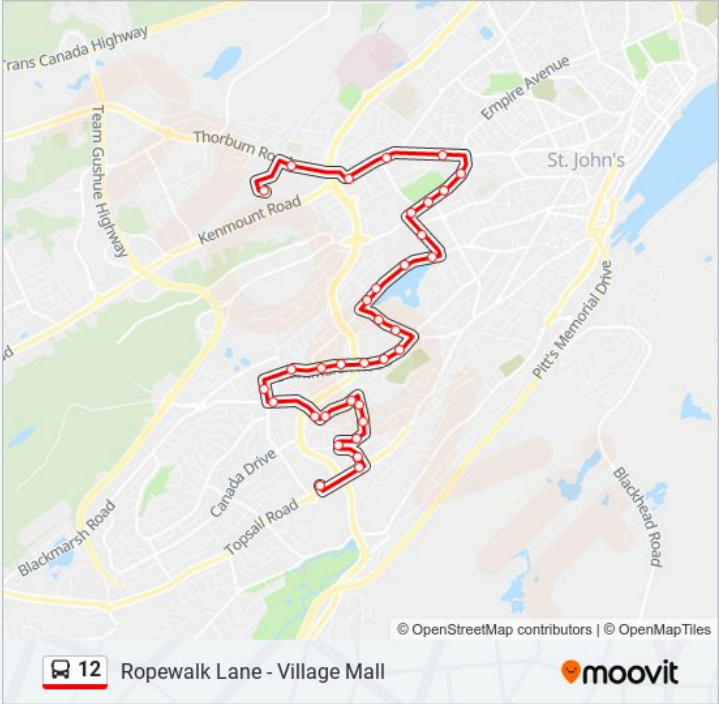 Trans Canada Highway
Empire Avenue
Team Gushue Highway
Thorburn Road
St. John's
Kenmount Road
Pitt's Memorial Drive
Canada Drive
Topsail Road
Blackmarsh Road
Blackhead Road
© OpenStreetMap contributors | © OpenMapTiles
12 Ropewalk Lane - Village Mall
moovit